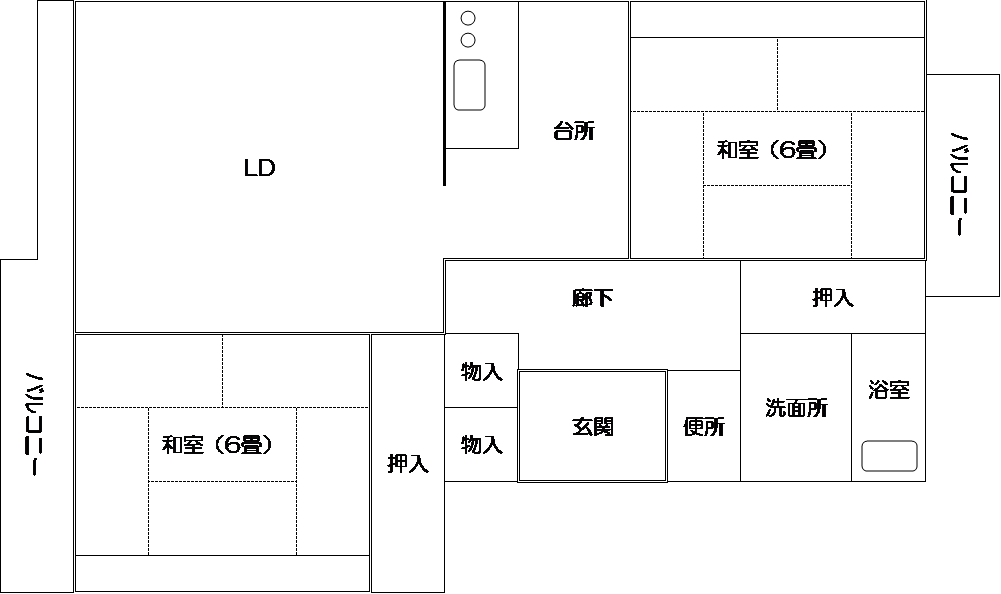 台所
和室（6畳）
バルコニー
LD
廊下
押入
物入
浴室
洗面所
バルコニー
和室（6畳）
物入
玄関
便所
押入